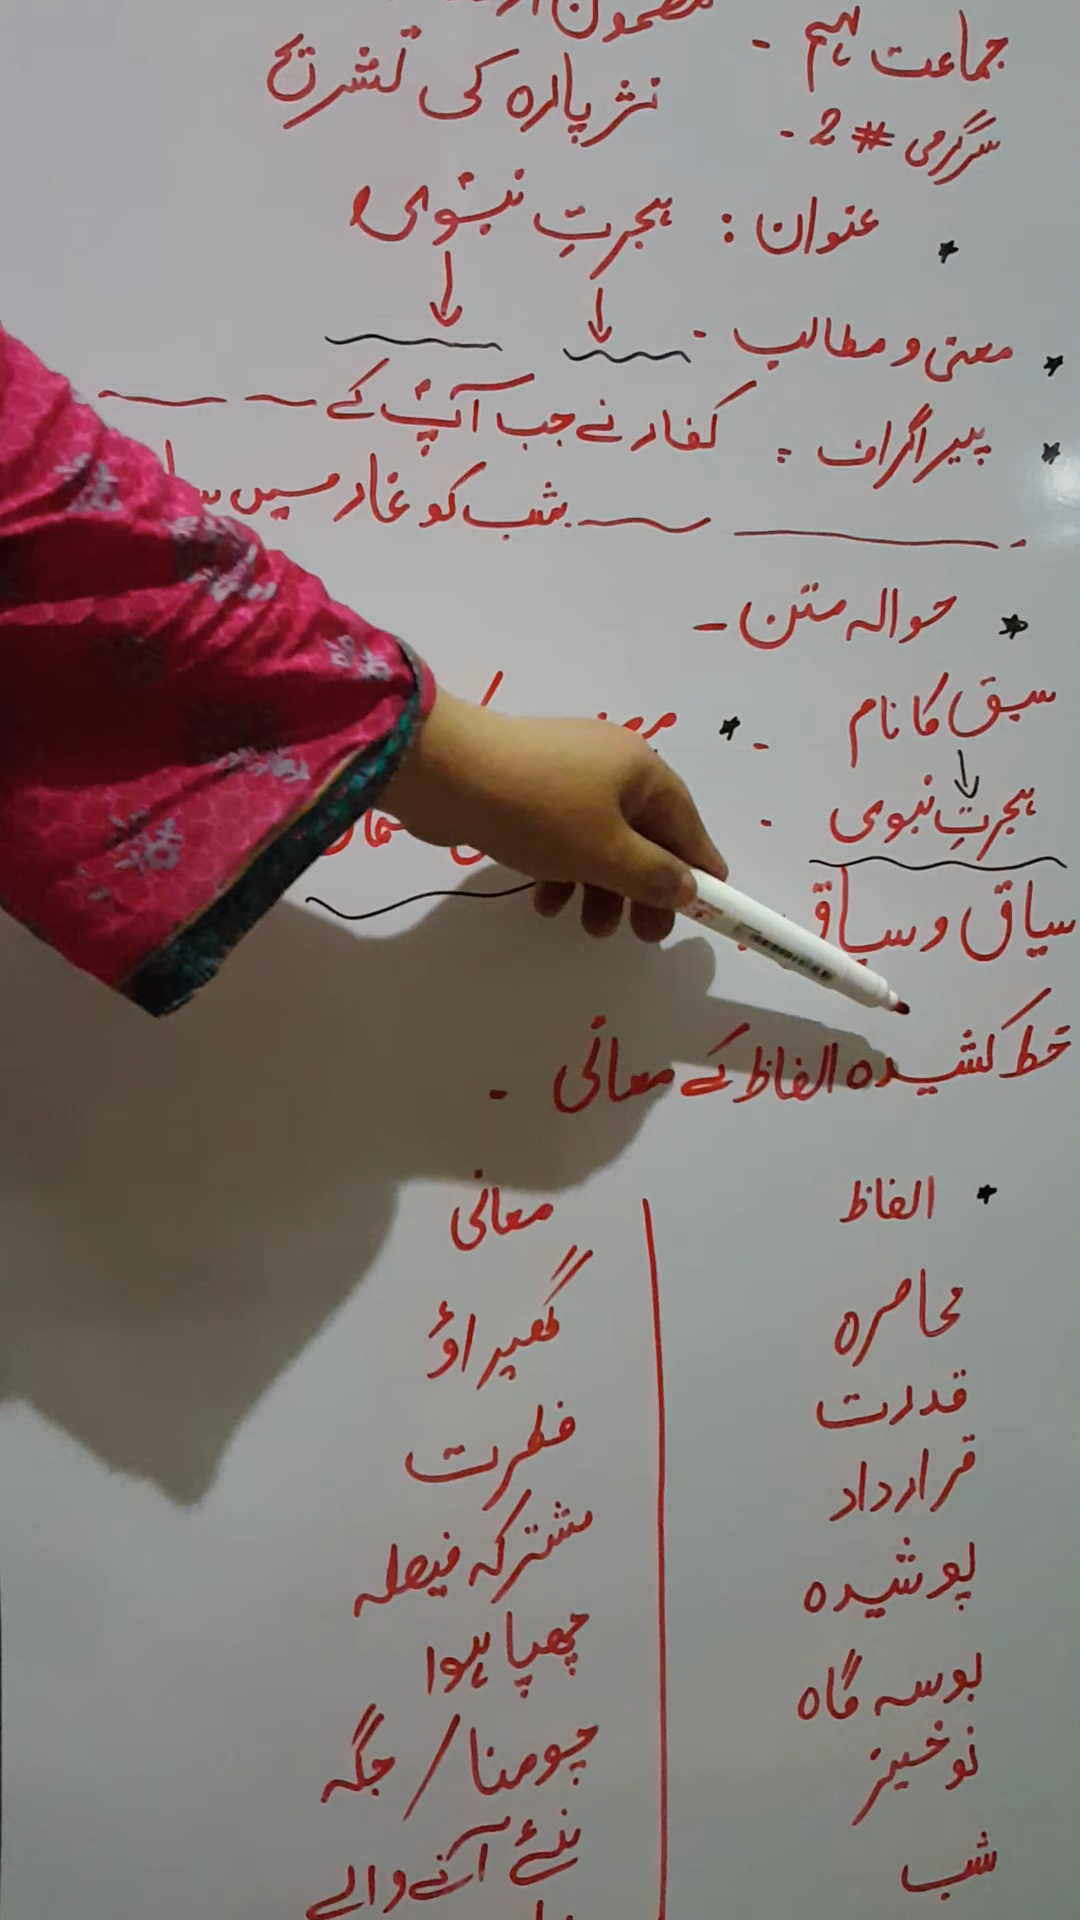 مضمون
جماعت نہم -
نثر پارہ کی تشریح
سرگرمی # 2 -
عنوان : ہجرتِ نبویؐ
معنی و مطالب -
پیراگراف : کفار نے جب آپؐ کے
شب کو غار میں
حوالہ متن -
سبق کا نام -
ہجرتِ نبوی -
سیاق و سباق
خط کشیدہ الفاظ کے معانی -
الفاظ معانی
محاصرہ گھیراؤ
قدرت فطرت
قرارداد مشترکہ فیصلہ
پوشیدہ چھپا ہوا
بوسہ گاہ چومنا / جگہ
نوخیز نئے آنے والے
شب